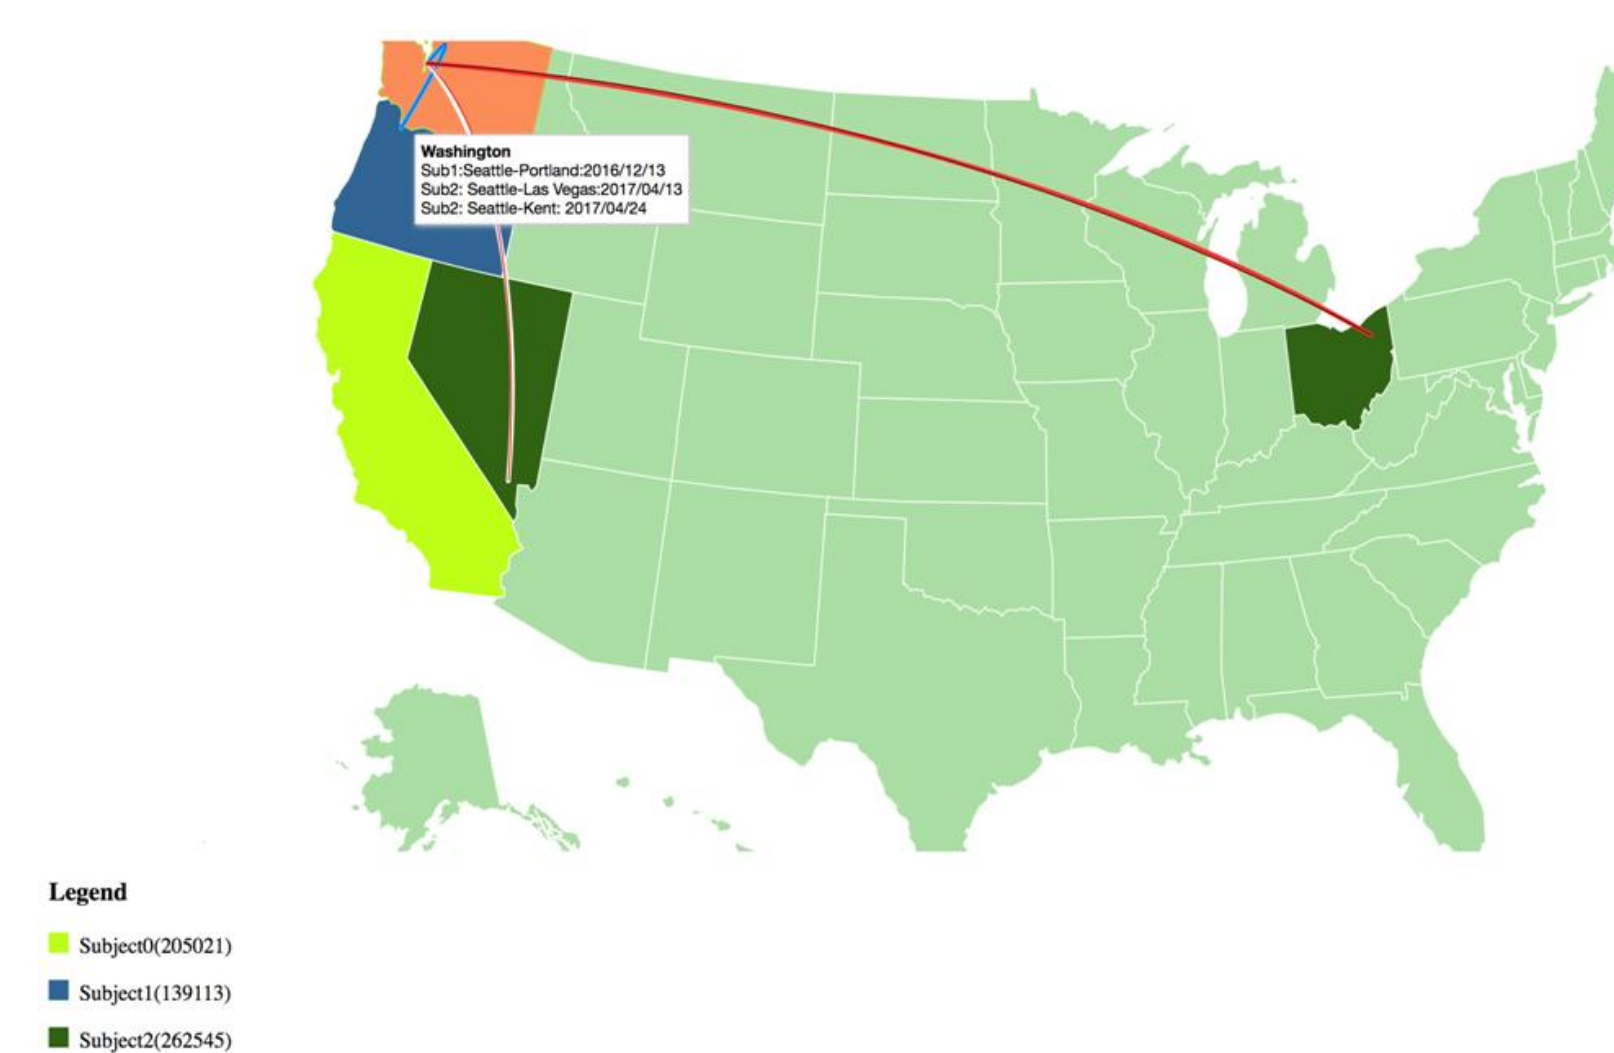 Washington
Sub1:Seattle-Portland:2016/12/13
Sub2: Seattle-Las Vegas:2017/04/13
Sub2: Seattle-Kent: 2017/04/24
Legend
Subject0(205021)
Subject1(139113)
Subject2(262545)